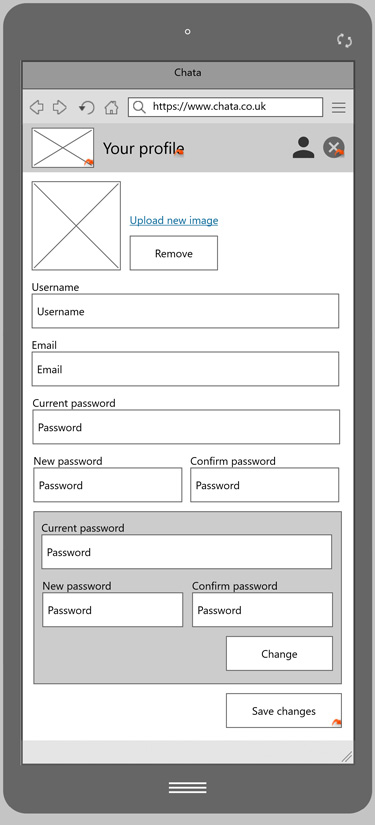 Chata
https://www.chata.co.uk
Your profile
Upload new image
Remove
Username
Username
Email
Email
Current password
Password
New password Confirm password
Password Password
Current password
Password
New password Confirm password
Password Password
Change
Save changes